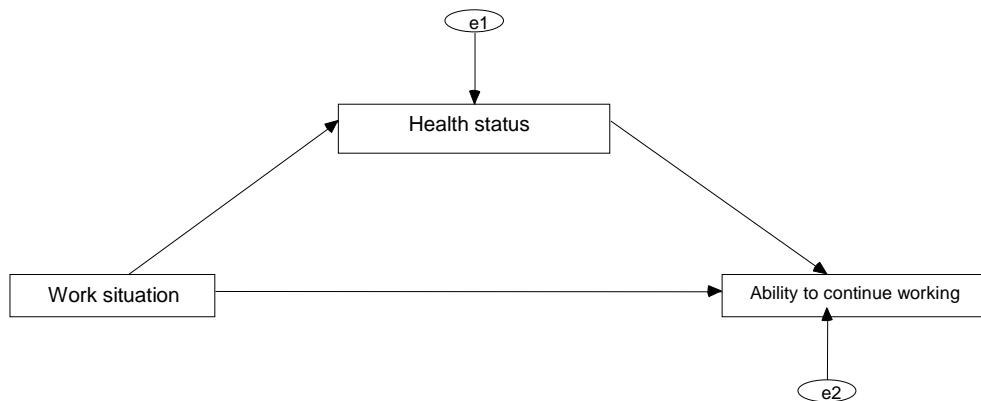 e1
Health status
Work situation
Ability to continue working
e2